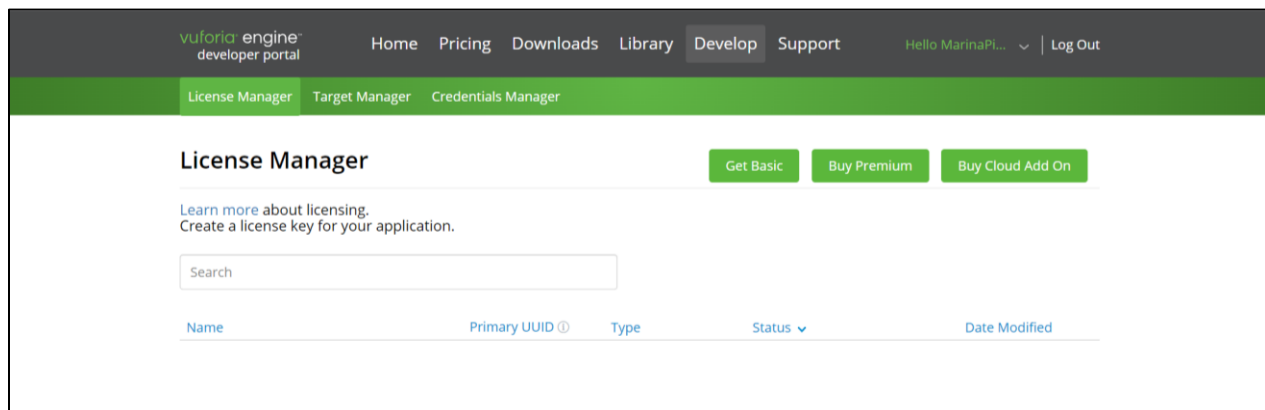 vuforia engine™
developer portal
Home Pricing Downloads Library Develop Support
Hello MarinaPi... Log Out
License Manager Target Manager Credentials Manager
License Manager
Get Basic Buy Premium Buy Cloud Add On
Learn more about licensing.
Create a license key for your application.
Search
Name Primary UUID Type Status Date Modified